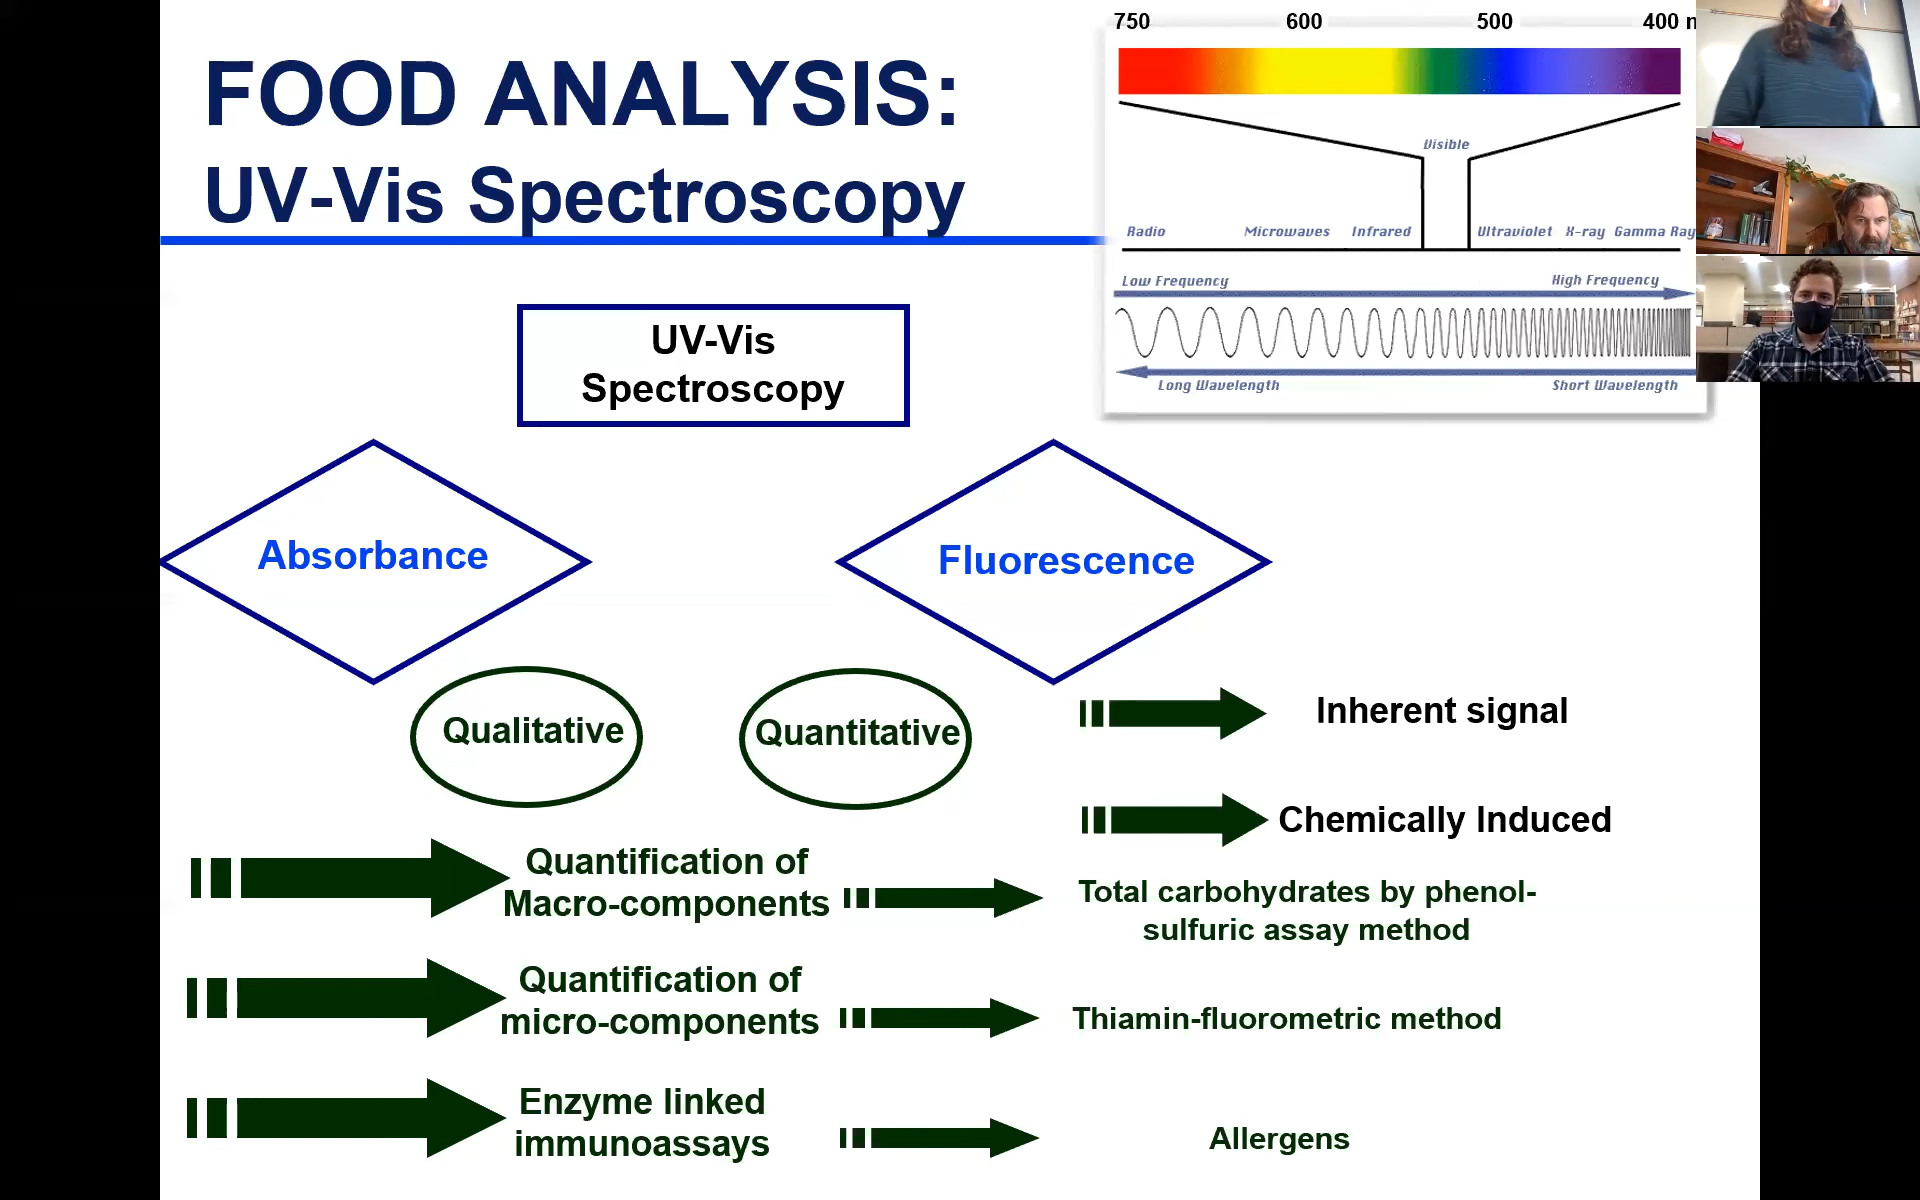 FOOD ANALYSIS:
UV-Vis Spectroscopy
750 600 500 400 n
Visible
Radio Microwaves Infrared Ultraviolet X-ray Gamma Ray
Low Frequency High Frequency
Long Wavelength Short Wavelength
UV-Vis
Spectroscopy
Absorbance
Fluorescence
Qualitative
Quantitative
Inherent signal
Chemically Induced
Quantification of
Macro-components
Total carbohydrates by phenol-
sulfuric assay method
Quantification of
micro-components
Thiamin-fluorometric method
Enzyme linked
immunoassays
Allergens